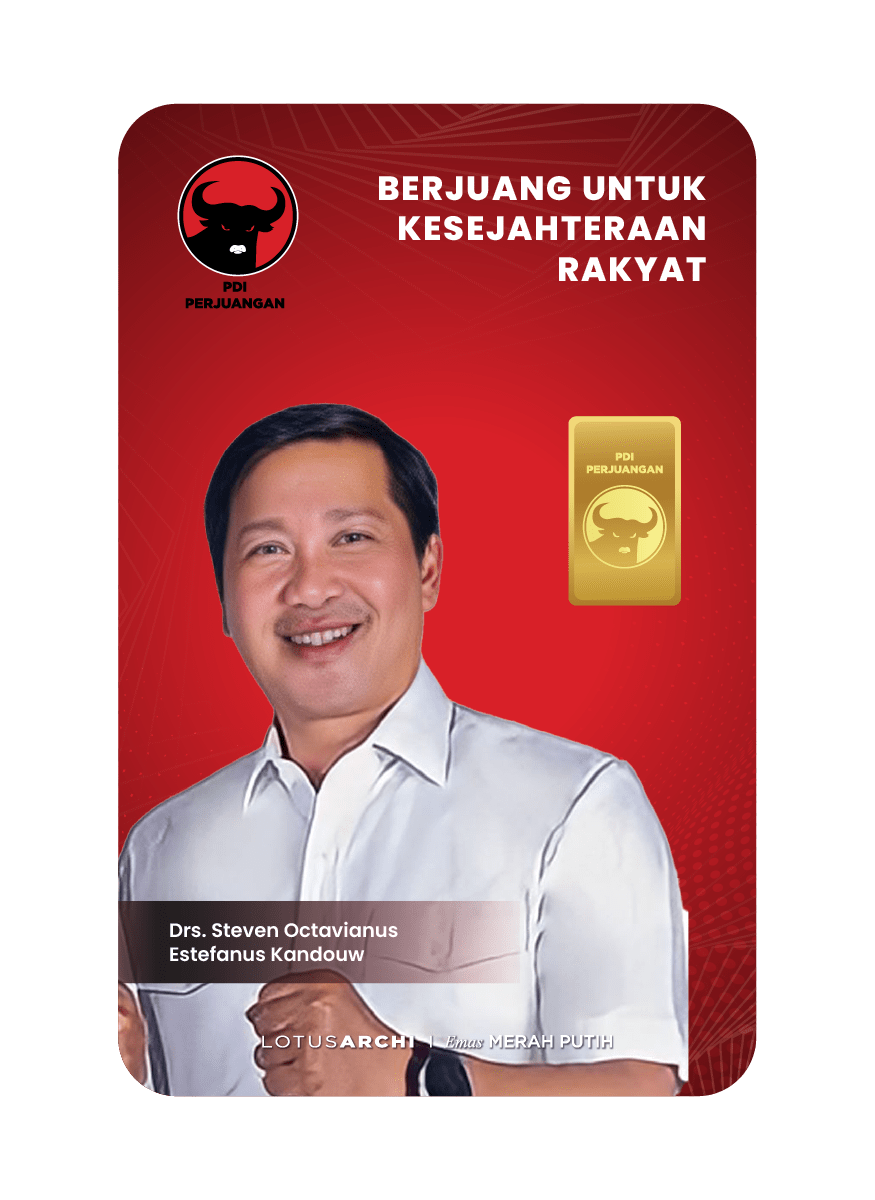 BERJUANG UNTUK
KESEJAHTERAAN
RAKYAT
PDI
PERJUANGAN
PDI
PERJUANGAN
Drs. Steven Octavianus
Estefanus Kandouw
LOTUSARCHI | Emas MERAH PUTIH